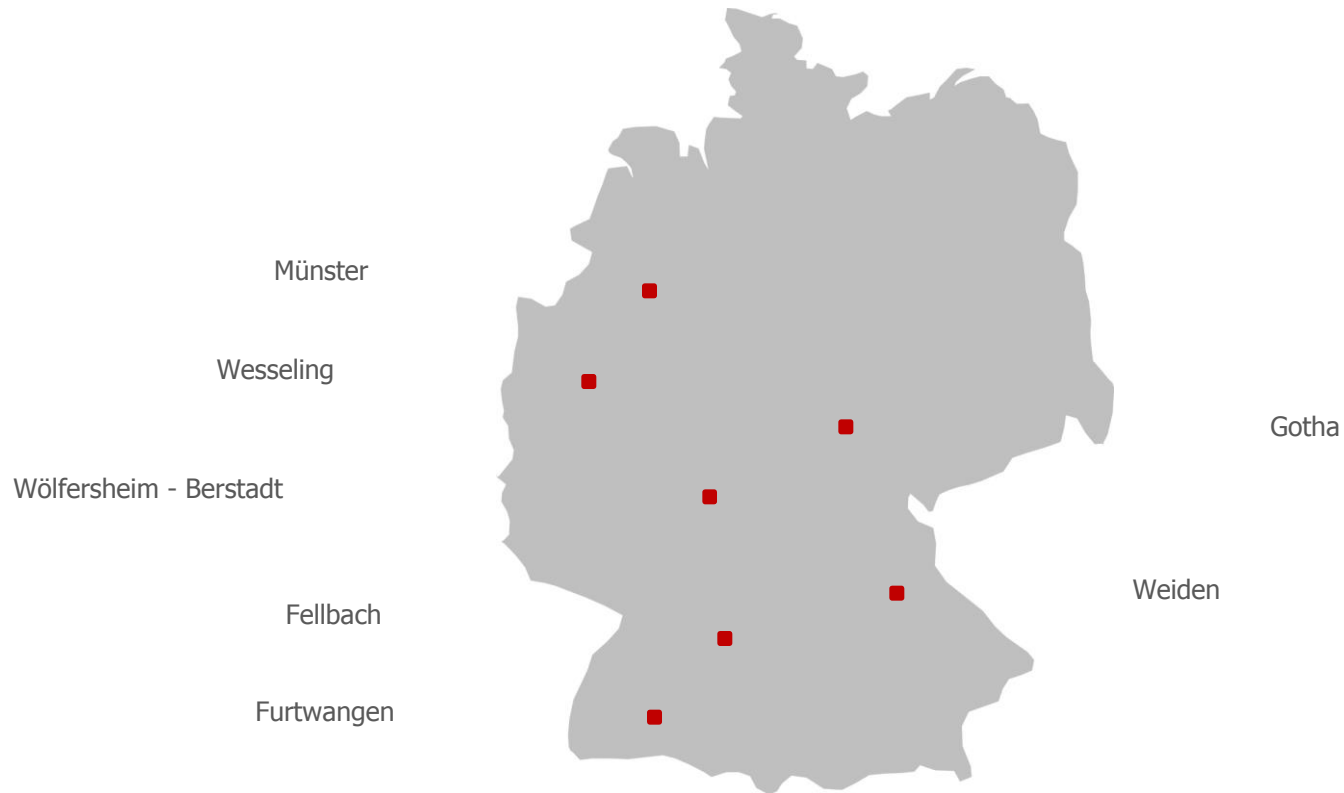 Münster
Wesseling
Gotha
Wölfersheim - Berstadt
Weiden
Fellbach
Furtwangen